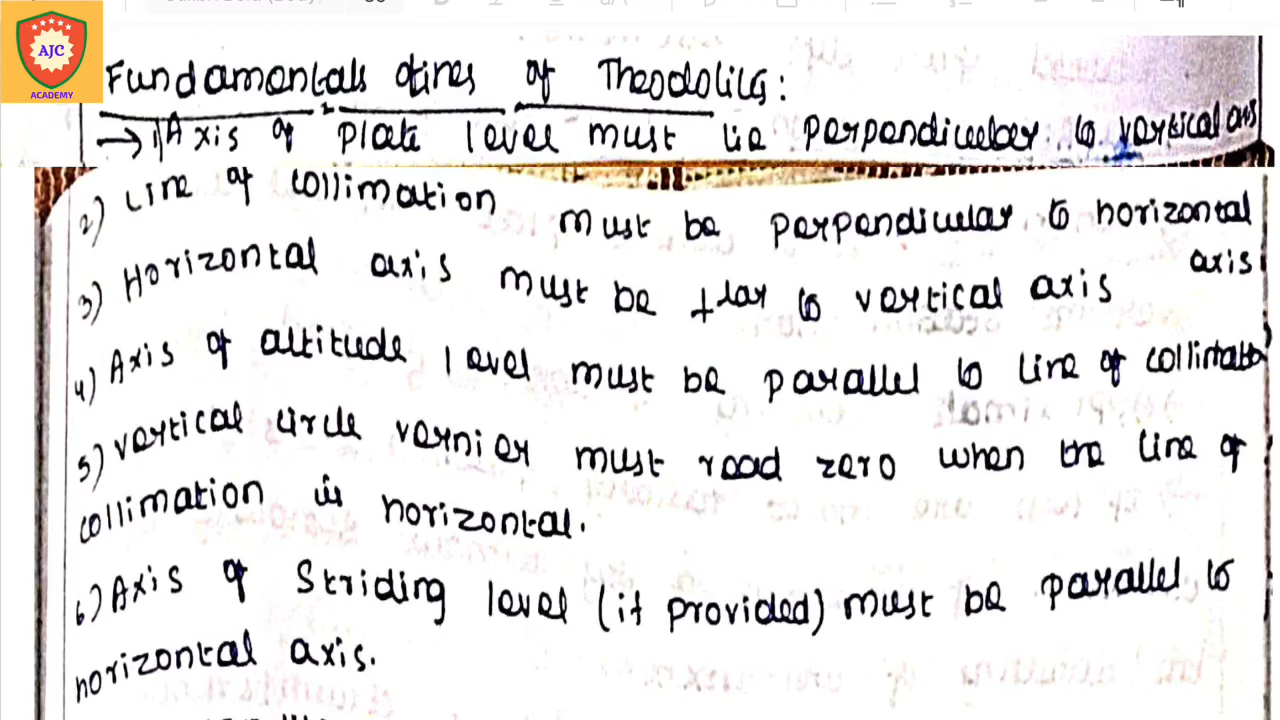 AJC
ACADEMY
Fundamentals lines of Theodolite:
→ 1) Axis of plate level must lie perpendicular to vertical axis
2) Line of collimation must be perpendicular to horizontal axis
3) Horizontal axis must be ⊥lar to vertical axis
4) Axis of altitude level must be parallel to line of collimation
5) vertical circle vernier must read zero when the line of
collimation is horizontal.
6) Axis of Striding level (if provided) must be parallel to
horizontal axis.